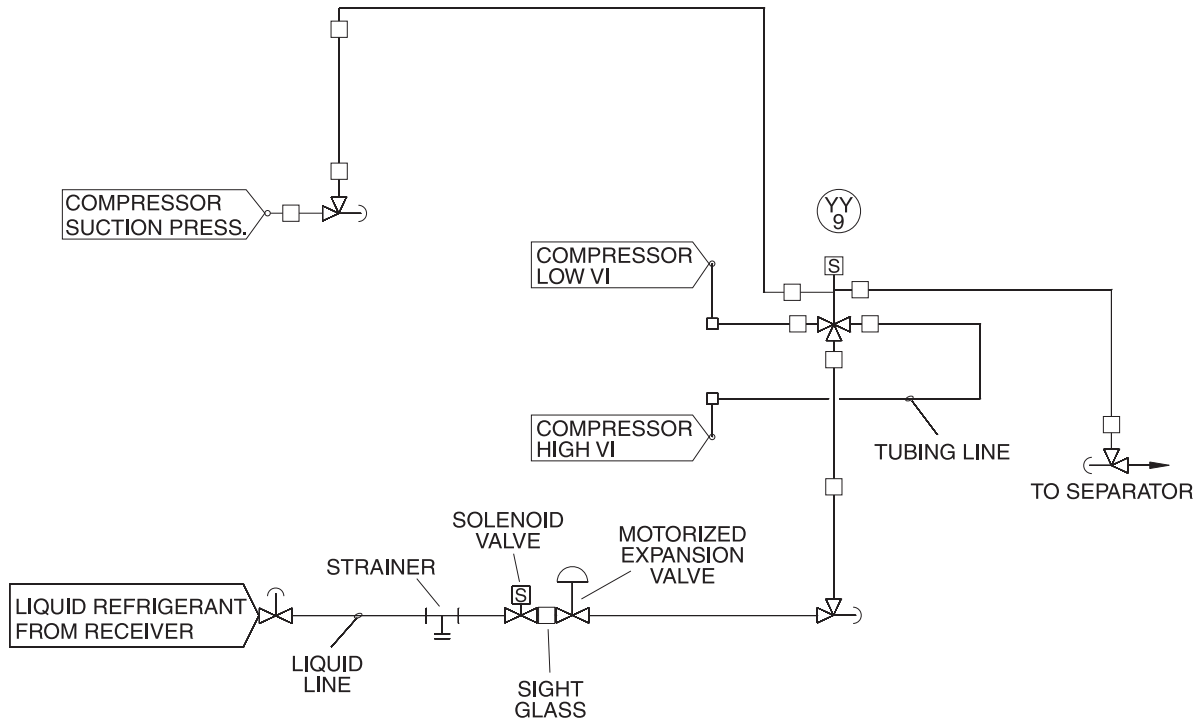 COMPRESSOR
SUCTION PRESS.
YY
9
COMPRESSOR
LOW VI
S
COMPRESSOR
HIGH VI
TUBING LINE
TO SEPARATOR
SOLENOID
VALVE
MOTORIZED
EXPANSION
VALVE
STRAINER
S
LIQUID REFRIGERANT
FROM RECEIVER
LIQUID
LINE
SIGHT
GLASS